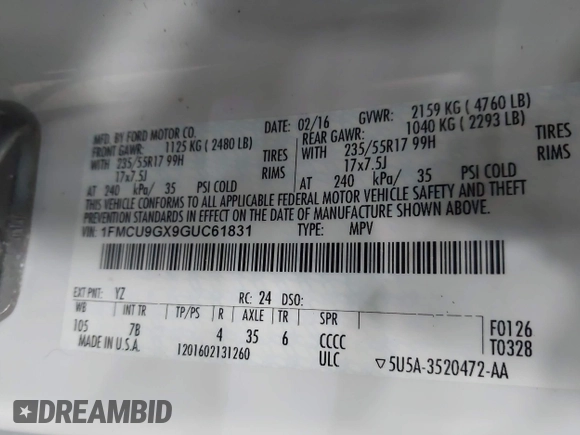 MFD. BY FORD MOTOR CO.
DATE: 02/16 GVWR: 2159 KG ( 4760 LB)
FRONT GAWR: 1125 KG ( 2480 LB) REAR GAWR: 1040 KG ( 2293 LB)
WITH 235/55R17 99H TIRES WITH 235/55R17 99H TIRES
17x7.5J RIMS 17x7.5J RIMS
AT 240 kPa/ 35 PSI COLD AT 240 kPa/ 35 PSI COLD
THIS VEHICLE CONFORMS TO ALL APPLICABLE FEDERAL MOTOR VEHICLE SAFETY AND THEFT
PREVENTION STANDARDS IN EFFECT ON THE DATE OF MANUFACTURE SHOWN ABOVE.
VIN: 1FMCU9GX9GUC61831 TYPE: MPV
EXT PNT: YZ RC: 24 DSO:
WB INT TR TP/PS R AXLE TR SPR
105 7B 4 35 6 CCCC
F0126
MADE IN U.S.A. 1201602131260 ULC
T0328
▽5U5A-3520472-AA
DREAMBID